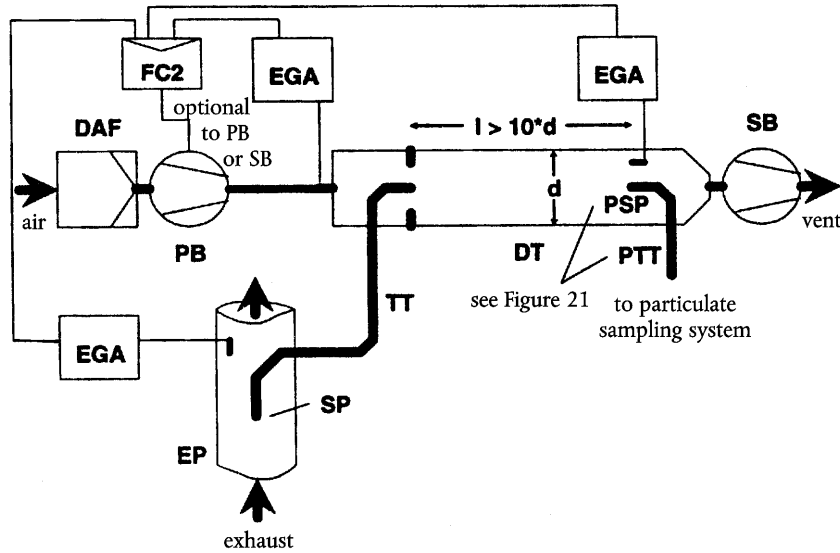 FC2
EGA
EGA
optional
to PB
or SB
DAF
l > 10*d
SB
air
d
PSP
vent
PB
DT
PTT
see Figure 21
to particulate
sampling system
TT
EGA
SP
EP
exhaust